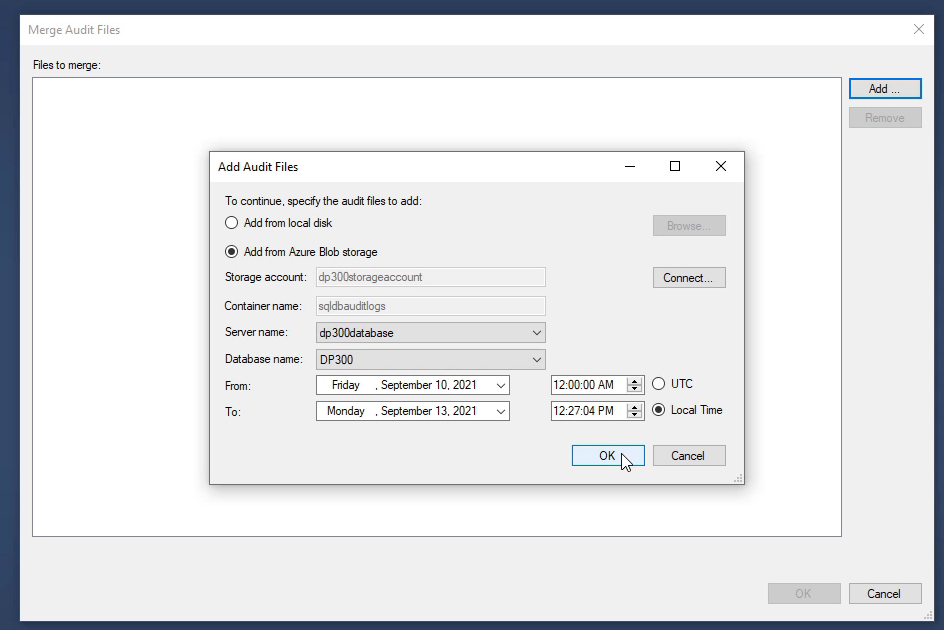 Merge Audit Files
Files to merge:
Add ...
Remove
Add Audit Files
To continue, specify the audit files to add:
Add from local disk
Browse...
Add from Azure Blob storage
Storage account: dp300storageaccount
Connect...
Container name: sqldbauditlogs
Server name: dp300database
Database name: DP300
From: Friday , September 10, 2021 12:00:00 AM UTC
To: Monday , September 13, 2021 12:27:04 PM Local Time
OK Cancel
OK Cancel